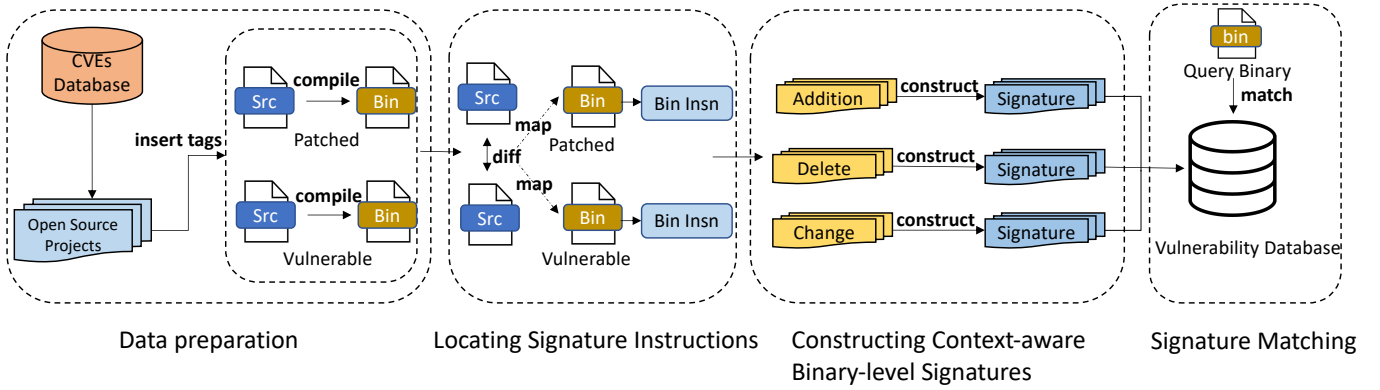 CVEs
Database
insert tags
Open Source
Projects
Src
compile
Bin
Patched
Src
compile
Bin
Vulnerable
Data preparation
Src
diff
Src
map
map
Bin
Patched
Bin Insn
Bin
Vulnerable
Bin Insn
Locating Signature Instructions
Addition
construct
Signature
Delete
construct
Signature
Change
construct
Signature
Constructing Context-aware
Binary-level Signatures
bin
Query Binary
match
Vulnerability Database
Signature Matching